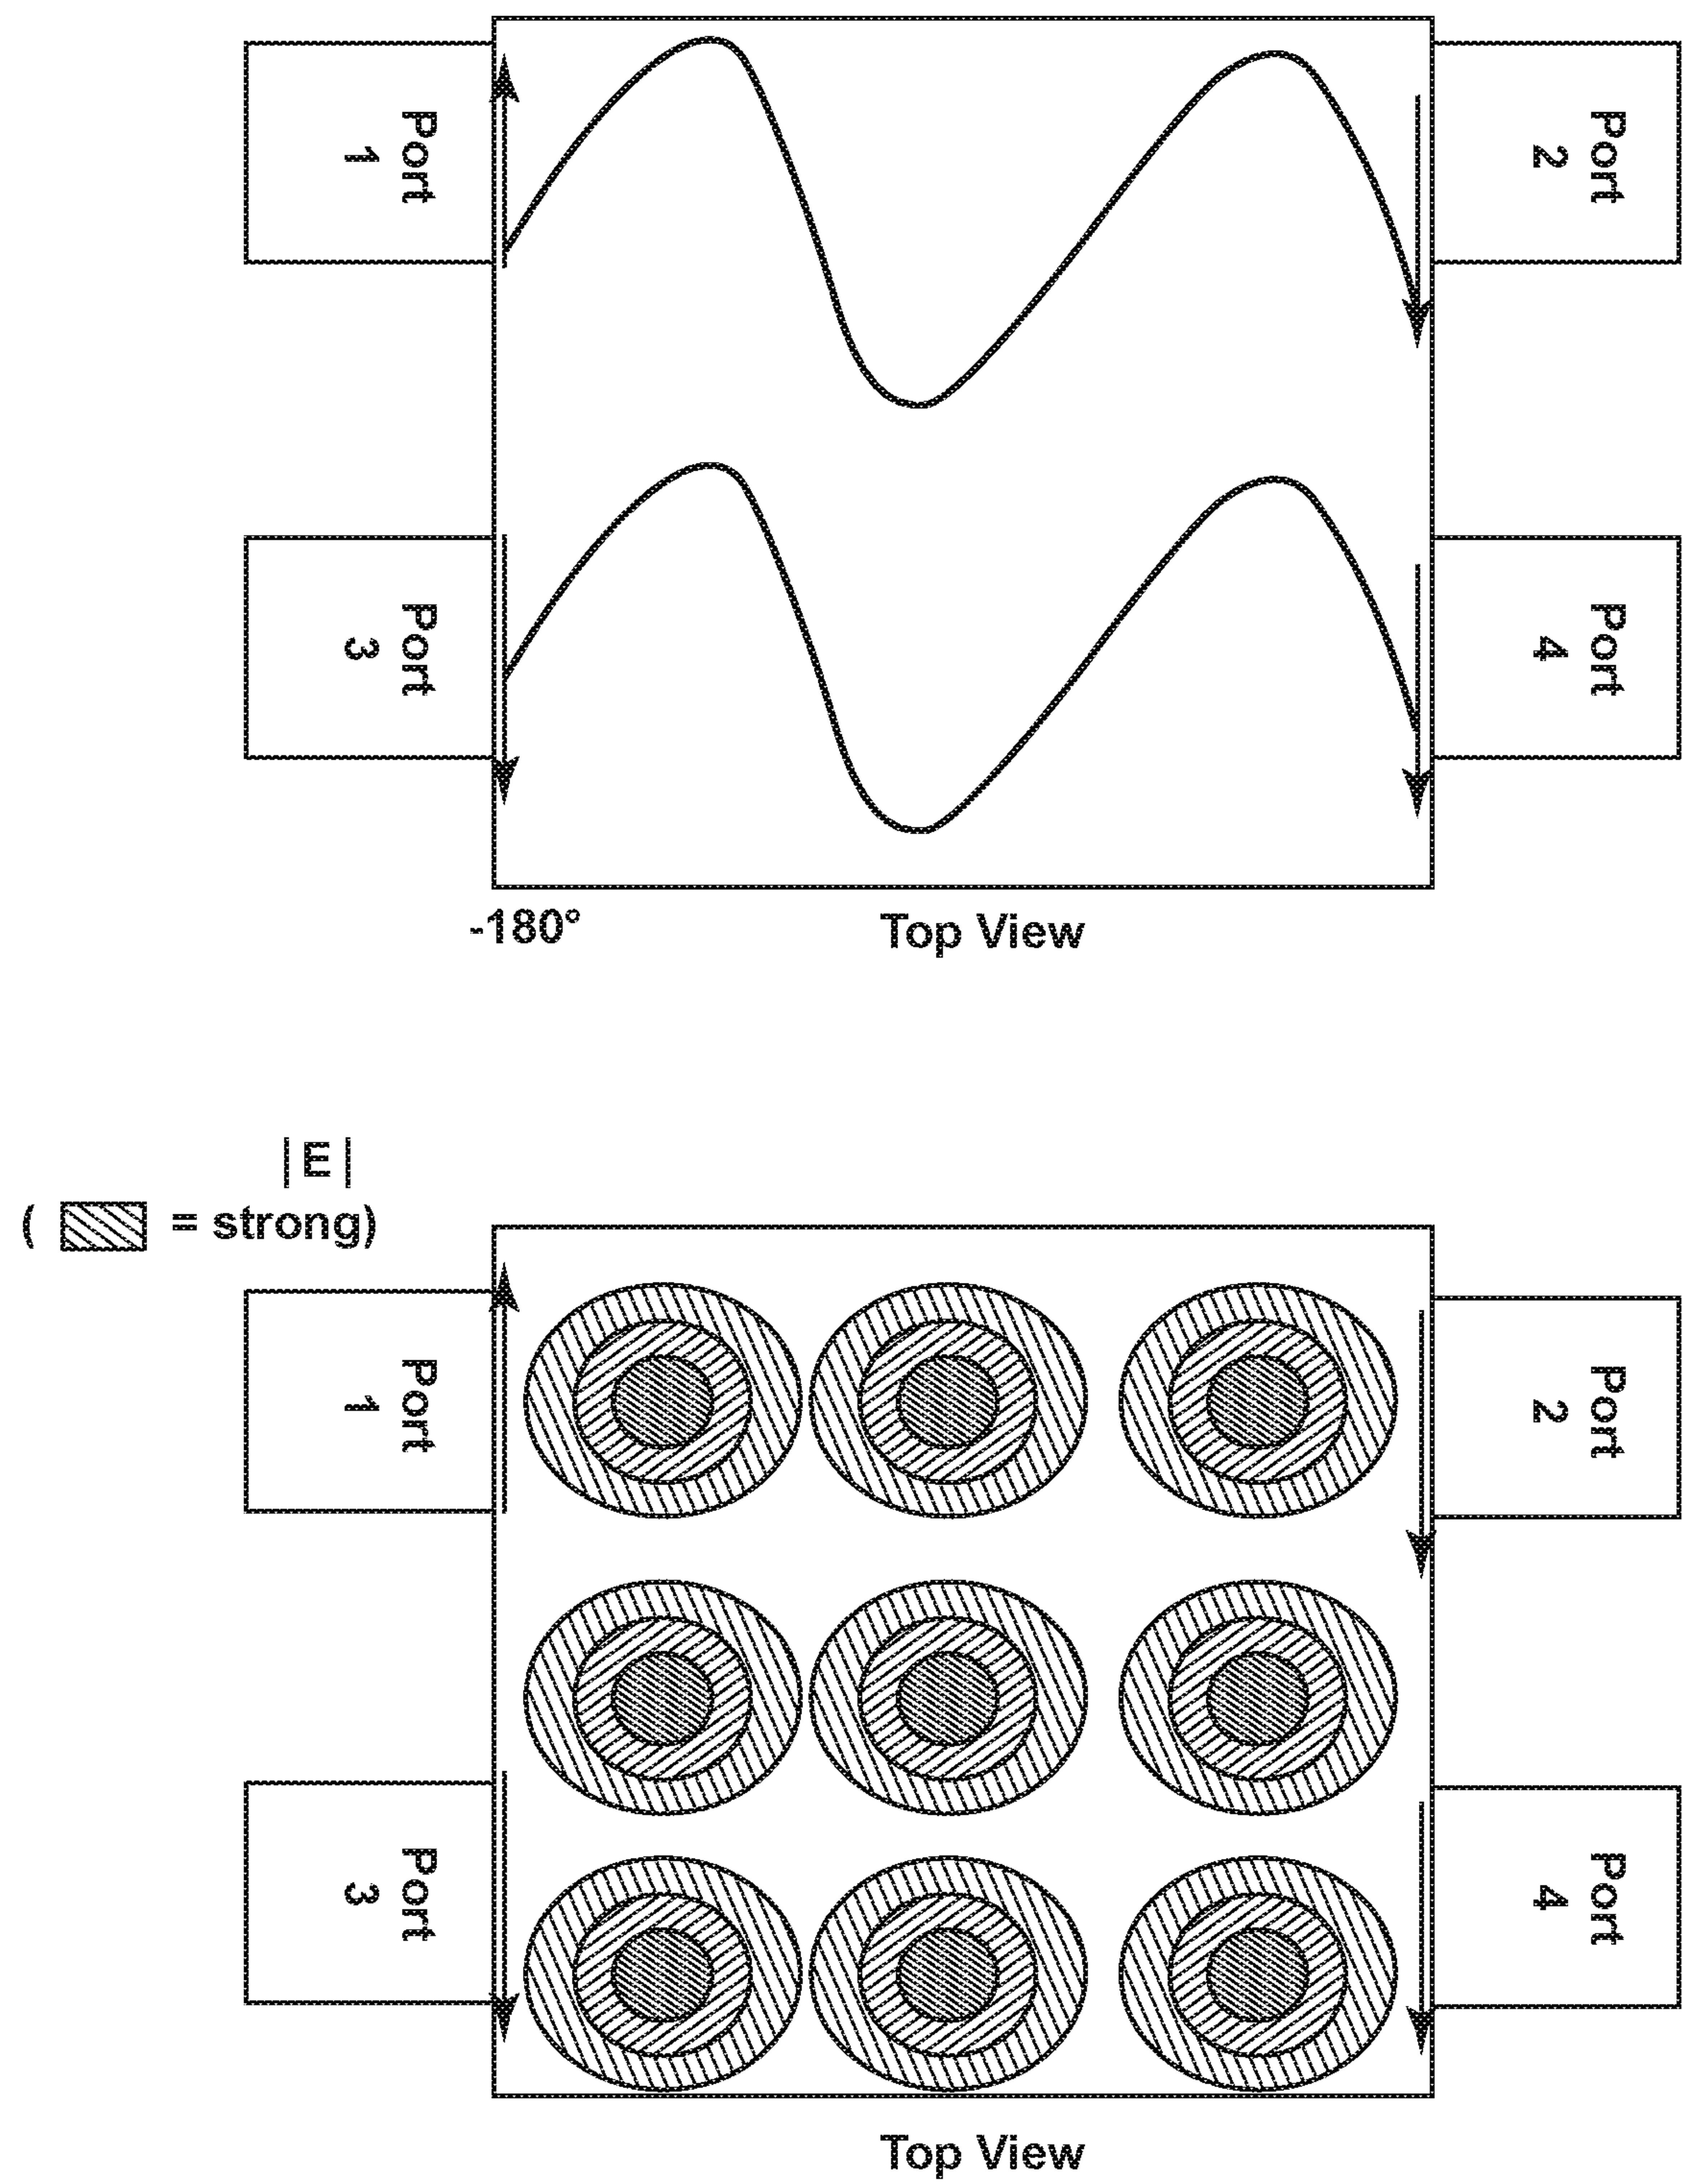 Port
1
Port
2
Port
3
Port
4
-180°
Top View
|E|
( = strong)
Port
1
Port
2
Port
3
Port
4
Top View